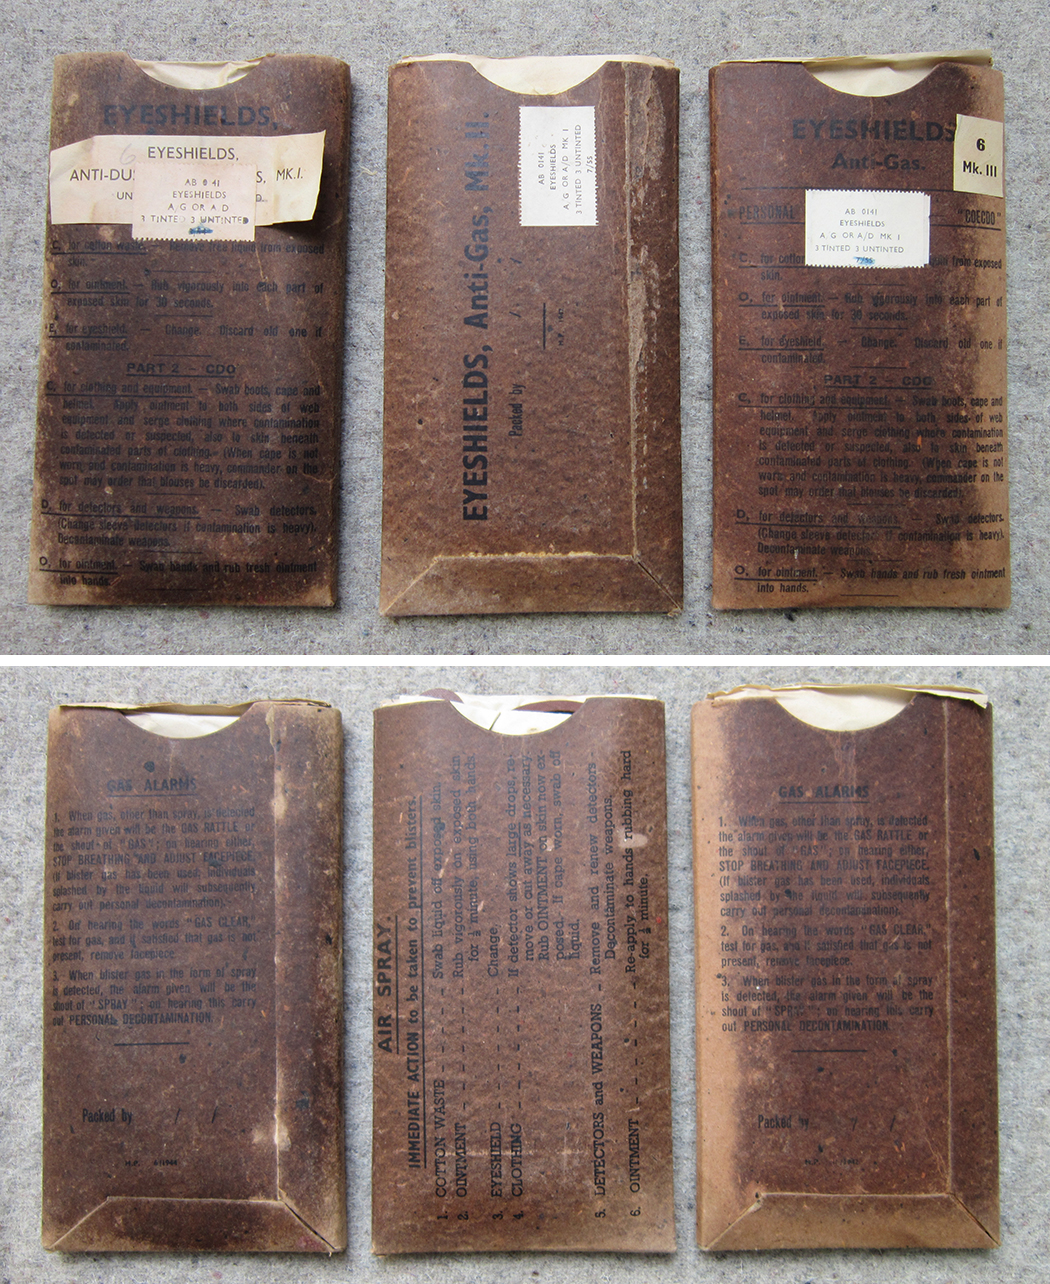 EYESHIELDS,
6
EYESHIELDS,
ANTI-DUS S, MK.I.
UN
AB 0141
EYESHIELDS
A.G OR A.D
3 TINTED 3 UNTINTED
C. for cotton waste. — Remove free liquid from exposed
skin.
O. for ointment. — Rub vigorously into each part of
exposed skin for 30 seconds.
E. for eyeshield. — Change. Discard old one if
contaminated.
PART 2 - CDO
C. for clothing and equipment. — Swab boots, cape and
helmet. Apply ointment to both sides of web
equipment and serge clothing where contamination
is detected or suspected, also to skin beneath
contaminated parts of clothing. (When cape is not
worn and contamination is heavy, commander on the
spot may order that blouses be discarded).
D. for detectors and weapons. — Swab detectors.
(Change sleeve detectors if contamination is heavy).
Decontaminate weapons.
O. for ointment. — Swab hands and rub fresh ointment
into hands.
EYESHIELDS, Anti-Gas, Mk.II.
Packed by / /
H.P.
AB 0141
EYESHIELDS
A.G OR A/D MK I
3 TINTED 3 UNTINTED
7/55
EYESHIELDS
Anti-Gas.
6
Mk. III
PERSONAL "COECDO"
AB 0141
EYESHIELDS
A.G OR A/D MK I
3 TINTED 3 UNTINTED
7/55
C. for cotton from exposed
skin.
O. for ointment. — Rub vigorously into each part of
exposed skin for 30 seconds.
E. for eyeshield. — Change. Discard old one if
contaminated.
PART 2 - CDO
C. for clothing and equipment. — Swab boots, cape and
helmet. Apply ointment to both sides of web
equipment and serge clothing where contamination
is detected or suspected, also to skin beneath
contaminated parts of clothing. (When cape is not
worn and contamination is heavy, commander on the
spot may order that blouses be discarded).
D. for detectors and weapons. — Swab detectors.
(Change sleeve detectors if contamination is heavy).
Decontaminate weapons.
O. for ointment. — Swab hands and rub fresh ointment
into hands.
GAS ALARMS
1. When gas, other than spray, is detected
the alarm given will be the GAS RATTLE or
the shout of "GAS"; on hearing either,
STOP BREATHING AND ADJUST FACEPIECE.
(If blister gas has been used, individuals
splashed by the liquid will subsequently
carry out personal decontamination).
2. On hearing the words "GAS CLEAR,"
test for gas, and if satisfied that gas is not
present, remove facepiece.
3. When blister gas in the form of spray
is detected, the alarm given will be the
shout of "SPRAY"; on hearing this carry
out PERSONAL DECONTAMINATION.
Packed by / /
H.P.
AIR SPRAY.
IMMEDIATE ACTION to be taken to prevent blisters.
1. COTTON WASTE - Swab liquid off exposed skin
2. OINTMENT - Rub vigorously on exposed skin
for ½ minute, using both hands
3. EYESHIELD - Change.
4. CLOTHING - If detector shows large drops, re-
move or cut away as necessary.
Rub OINTMENT on skin now ex-
posed. If cape worn, swab off
liquid.
5. DETECTORS and WEAPONS - Remove and renew detectors -
Decontaminate weapons.
6. OINTMENT - Re-apply to hands rubbing hard
for ½ minute.
GAS ALARMS
1. When gas, other than spray, is detected
the alarm given will be the GAS RATTLE or
the shout of "GAS"; on hearing either,
STOP BREATHING AND ADJUST FACEPIECE.
(If blister gas has been used, individuals
splashed by the liquid will subsequently
carry out personal decontamination).
2. On hearing the words "GAS CLEAR,"
test for gas, and if satisfied that gas is not
present, remove facepiece.
3. When blister gas in the form of spray
is detected, the alarm given will be the
shout of "SPRAY"; on hearing this carry
out PERSONAL DECONTAMINATION.
Packed by / /
H.P.